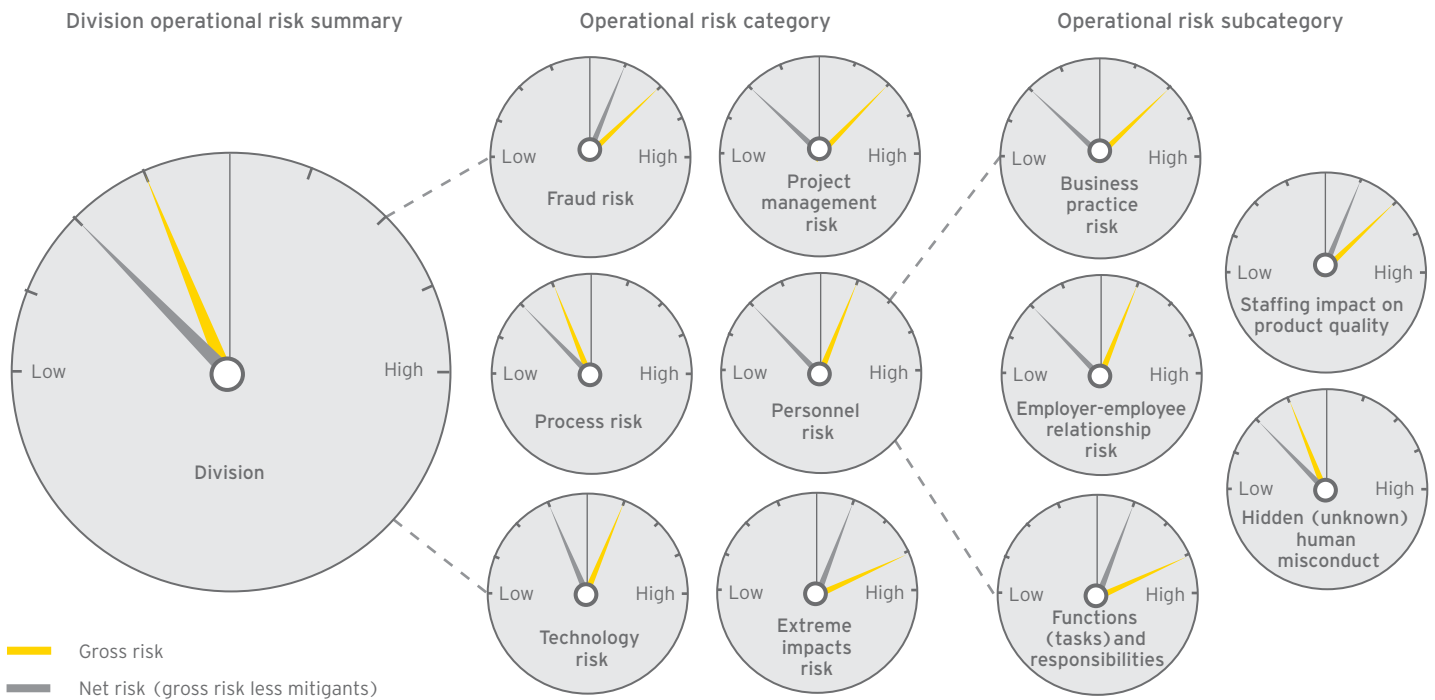 Division operational risk summary
Operational risk category
Operational risk subcategory
Low
High
Division
Low
High
Fraud risk
Low
High
Project
management
risk
Low
High
Process risk
Low
High
Personnel
risk
Low
High
Technology
risk
Low
High
Extreme
impacts
risk
Low
High
Business
practice
risk
Low
High
Staffing impact on
product quality
Low
High
Employer-employee
relationship
risk
Low
High
Hidden (unknown)
human
misconduct
Low
High
Functions
(tasks) and
responsibilities
Gross risk
Net risk (gross risk less mitigants)